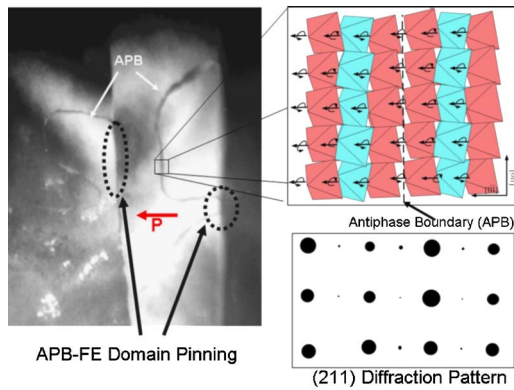 APB
P
APB-FE Domain Pinning
Antiphase Boundary (APB)
(211) Diffraction Pattern